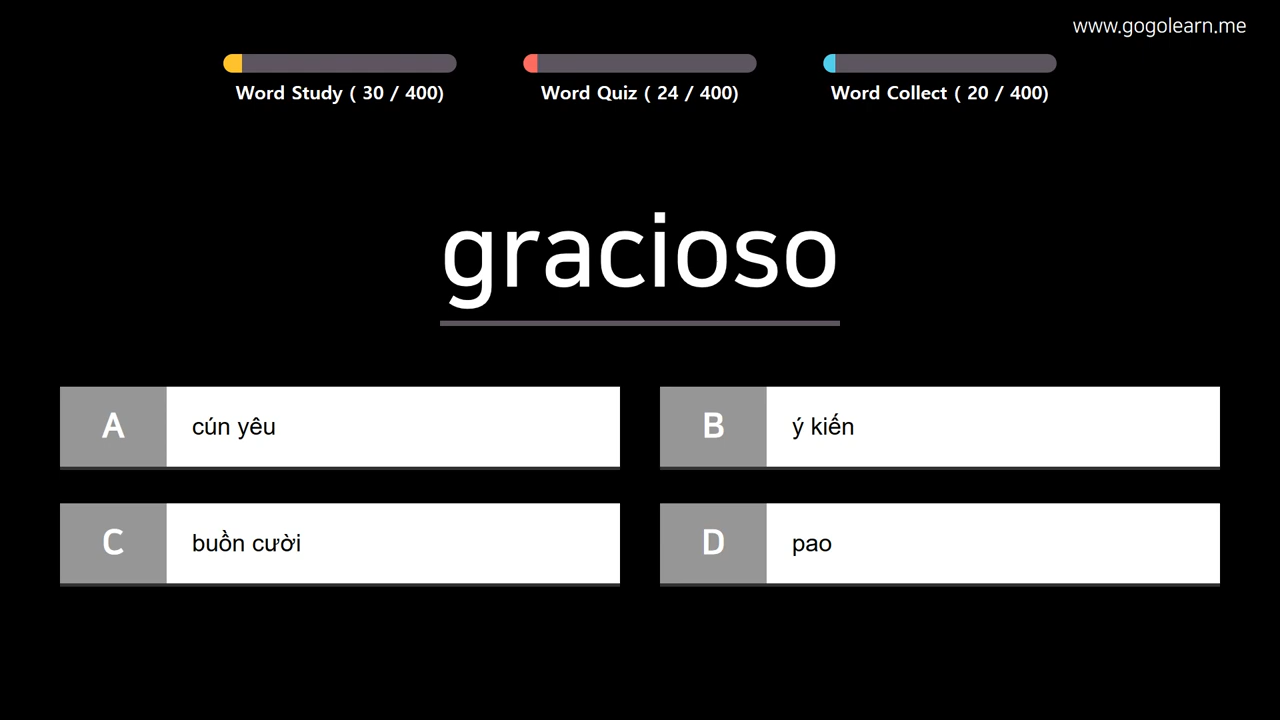 www.gogolearn.me
Word Study ( 30 / 400)
Word Quiz ( 24 / 400)
Word Collect ( 20 / 400)
gracioso
A
cún yêu
B
ý kiến
C
buồn cười
D
pao